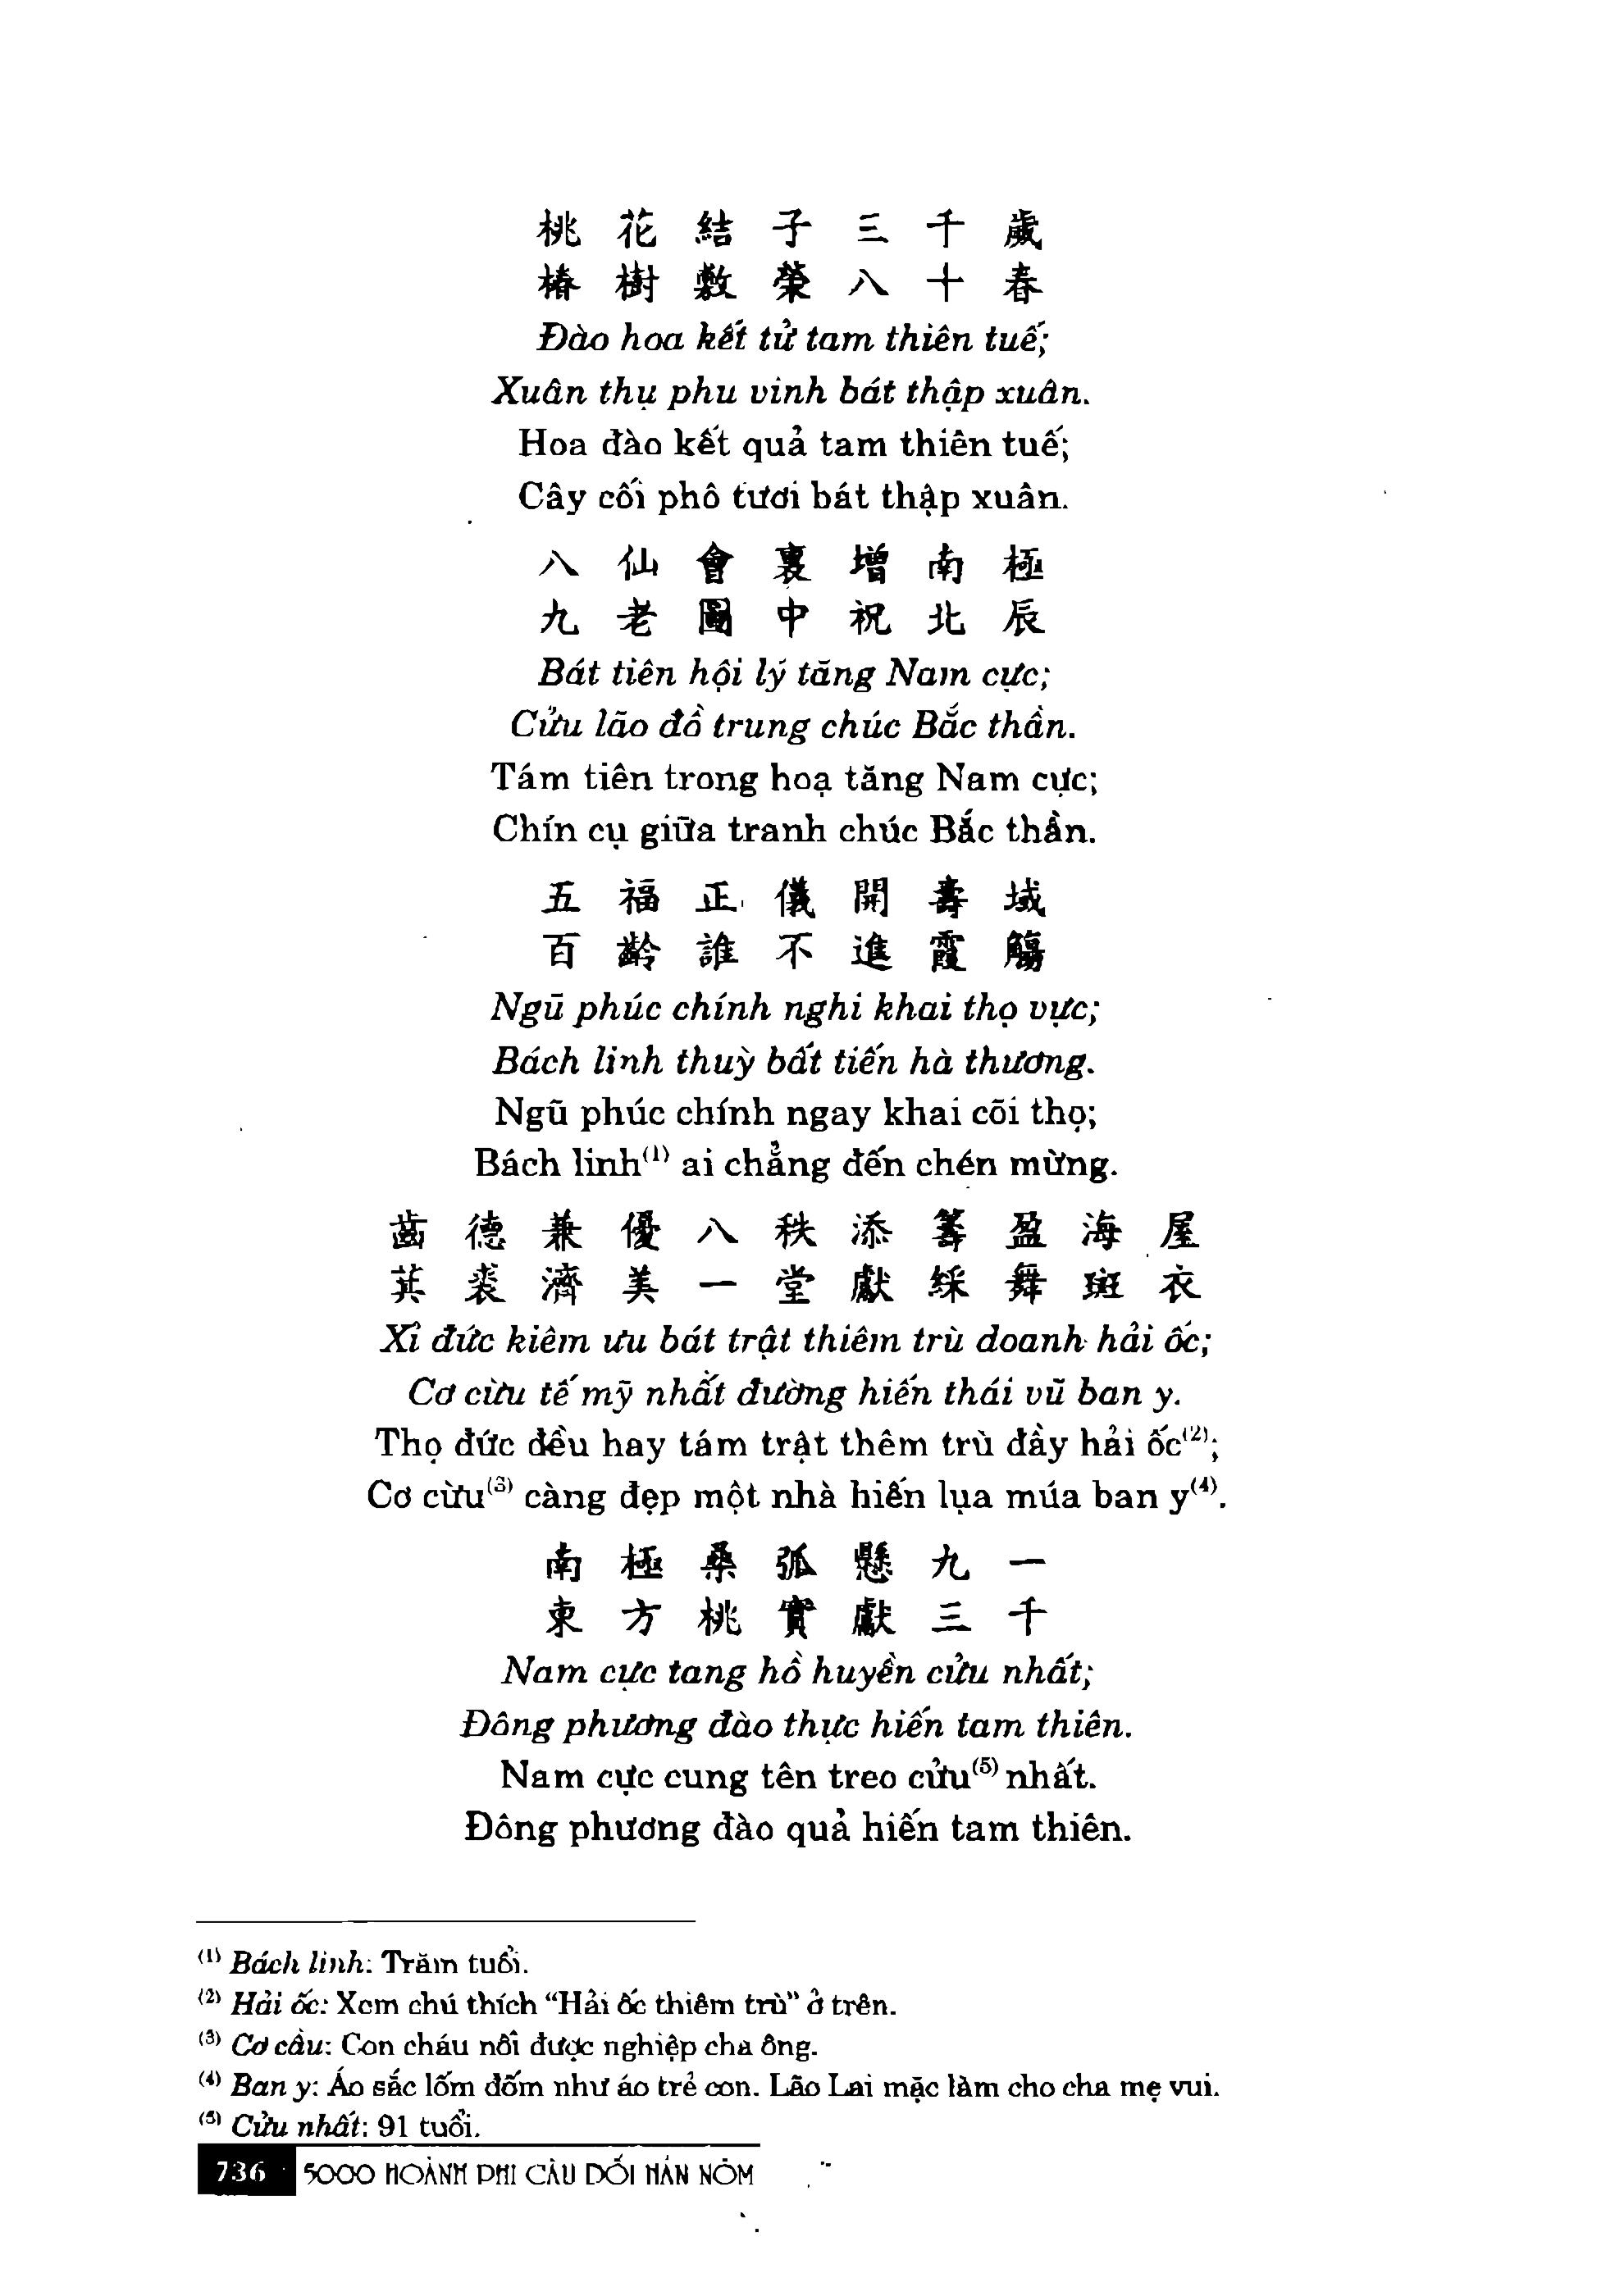 桃花結子三千歲
椿樹敷榮八十春
Đào hoa kết tử tam thiên tuế;
Xuân thụ phu vinh bát thập xuân.
Hoa đào kết quả tam thiên tuế;
Cây cối phô tươi bát thập xuân.
八仙會裏增南極
九老圖中祝北辰
Bát tiên hội lý tăng Nam cực;
Cửu lão đồ trung chúc Bắc thần.
Tám tiên trong hoạ tăng Nam cực;
Chín cụ giữa tranh chúc Bắc thần.
五福正儀開壽域
百齡誰不進霞觴
Ngũ phúc chính nghi khai thọ vực;
Bách linh thuỳ bất tiến hà thương.
Ngũ phúc chính ngay khai cõi thọ;
Bách linh⁽¹⁾ ai chẳng đến chén mừng.
齒德兼優八秩添籌盈海屋
萁裘濟美一堂獻綵舞斑衣
Xỉ đức kiêm ưu bát trật thiêm trù doanh hải ốc;
Cơ cừu tế mỹ nhất đường hiến thái vũ ban y.
Thọ đức đều hay tám trật thêm trù đầy hải ốc⁽²⁾;
Cơ cừu⁽³⁾ càng đẹp một nhà hiến lụa múa ban y⁽⁴⁾.
南極桑弧懸九一
東方桃實獻三千
Nam cực tang hồ huyền cửu nhất;
Đông phương đào thực hiến tam thiên.
Nam cực cung tên treo cửu⁽⁵⁾ nhất.
Đông phương đào quả hiến tam thiên.
⁽¹⁾ Bách linh: Trăm tuổi.
⁽²⁾ Hải ốc: Xem chú thích “Hải ốc thiêm trù” ở trên.
⁽³⁾ Cơ cầu: Con cháu nối được nghiệp cha ông.
⁽⁴⁾ Ban y: Áo sắc lốm đốm như áo trẻ con. Lão Lai mặc làm cho cha mẹ vui.
⁽⁵⁾ Cửu nhất: 91 tuổi.
736 5000 HOÀNH PHI CÂU ĐỐI HÁN NÔM